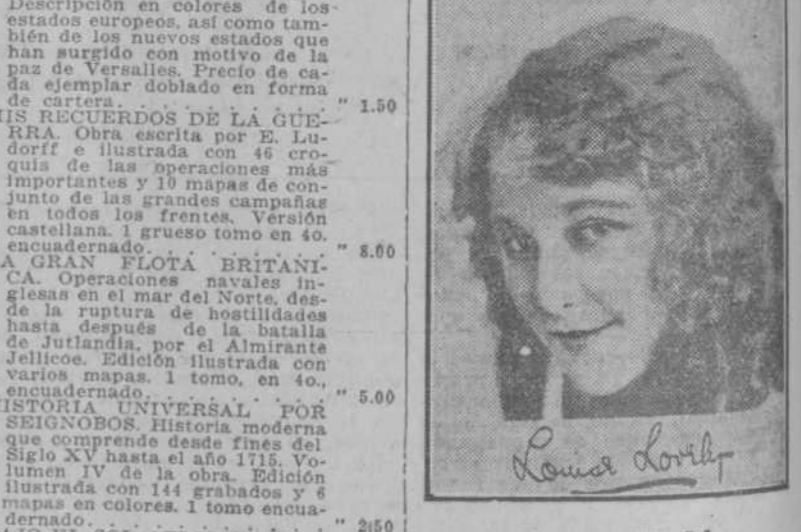 Descripción en colores de los
estados europeos, así como tam-
bién de los nuevos estados que
han surgido con motivo de la
paz de Versalles. Precio de ca-
da ejemplar doblado en forma
de cartera. . . . . . . . . . " 1.50
MIS RECUERDOS DE LA GUE-
RRA. Obra escrita por E. Lu-
dorff e ilustrada con 46 cro-
quis de las operaciones más
importantes y 10 mapas de con-
junto de las grandes campañas
en todos los frentes. Versión
castellana. 1 grueso tomo en 4o.
encuadernado. . . . . . . . " 8.00
A GRAN FLOTA BRITANI-
CA. Operaciones navales in-
glesas en el mar del Norte, des-
de la ruptura de hostilidades
hasta después de la batalla
de Jutlandia, por el Almirante
Jellicoe. Edición ilustrada con
varios mapas. 1 tomo, en 4o.,
encuadernado. . . . . . . . " 5.00
ISTORIA UNIVERSAL POR
SEIGNOBOS. Historia moderna
que comprende desde fines del
Siglo XV hasta el año 1715. Vo-
lumen IV de la obra. Edición
ilustrada con 144 grabados y 6
mapas en colores. 1 tomo encua-
dernado. . . . . . . . . . . " 2.50
Louise Lovely